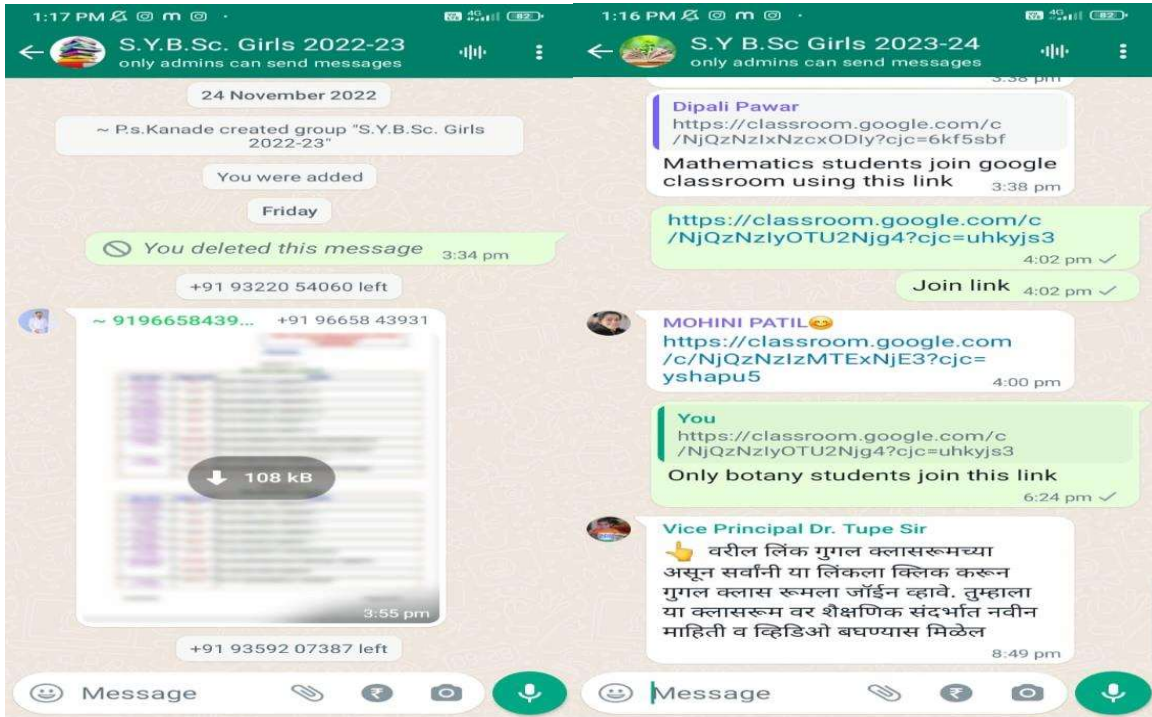 1:17 PM
4G
82
S.Y.B.Sc. Girls 2022-23
only admins can send messages
24 November 2022
~ P.s.Kanade created group "S.Y.B.Sc. Girls
2022-23"
You were added
Friday
You deleted this message 3:34 pm
+91 93220 54060 left
~ 9196658439... +91 96658 43931
108 kB
3:55 pm
+91 93592 07387 left
Message
1:16 PM
4G
82
S.Y B.Sc Girls 2023-24
only admins can send messages
3:38 pm
Dipali Pawar
https://classroom.google.com/c
/NjQzNzIxNzcxODIy?cjc=6kf5sbf
Mathematics students join google
classroom using this link 3:38 pm
https://classroom.google.com/c
/NjQzNzIyOTU2Njg4?cjc=uhkyjs3
4:02 pm
Join link 4:02 pm
MOHINI PATIL😊
https://classroom.google.com
/c/NjQzNzIzMTExNjE3?cjc=
yshapu5 4:00 pm
You
https://classroom.google.com/c
/NjQzNzIyOTU2Njg4?cjc=uhkyjs3
Only botany students join this link
6:24 pm
Vice Principal Dr. Tupe Sir
👆 वरील लिंक गुगल क्लासरूमच्या
असून सर्वांनी या लिंकला क्लिक करून
गुगल क्लास रूमला जॉईन व्हावे. तुम्हाला
या क्लासरूम वर शैक्षणिक संदर्भात नवीन
माहिती व व्हिडिओ बघण्यास मिळेल
8:49 pm
Message